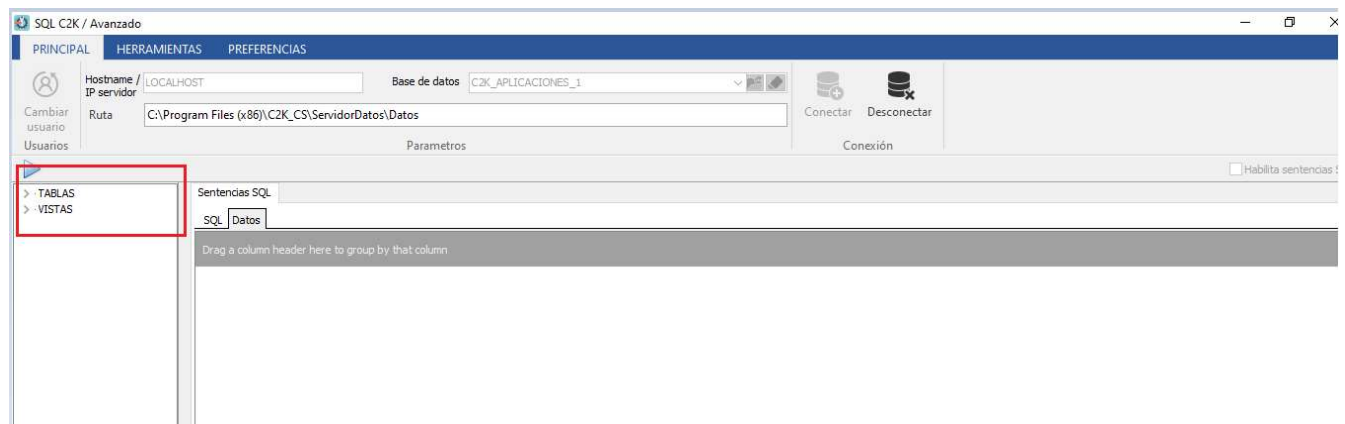 SQL C2K / Avanzado
PRINCIPAL HERRAMIENTAS PREFERENCIAS
Hostname / IP servidor LOCALHOST Base de datos C2K_APLICACIONES_1
Cambiar usuario Ruta C:\Program Files (x86)\C2K_CS\ServidorDatos\Datos Conectar Desconectar
Usuarios Parametros Conexión
Habilita sentencias S
TABLAS Sentencias SQL
VISTAS
SQL Datos
Drag a column header here to group by that column